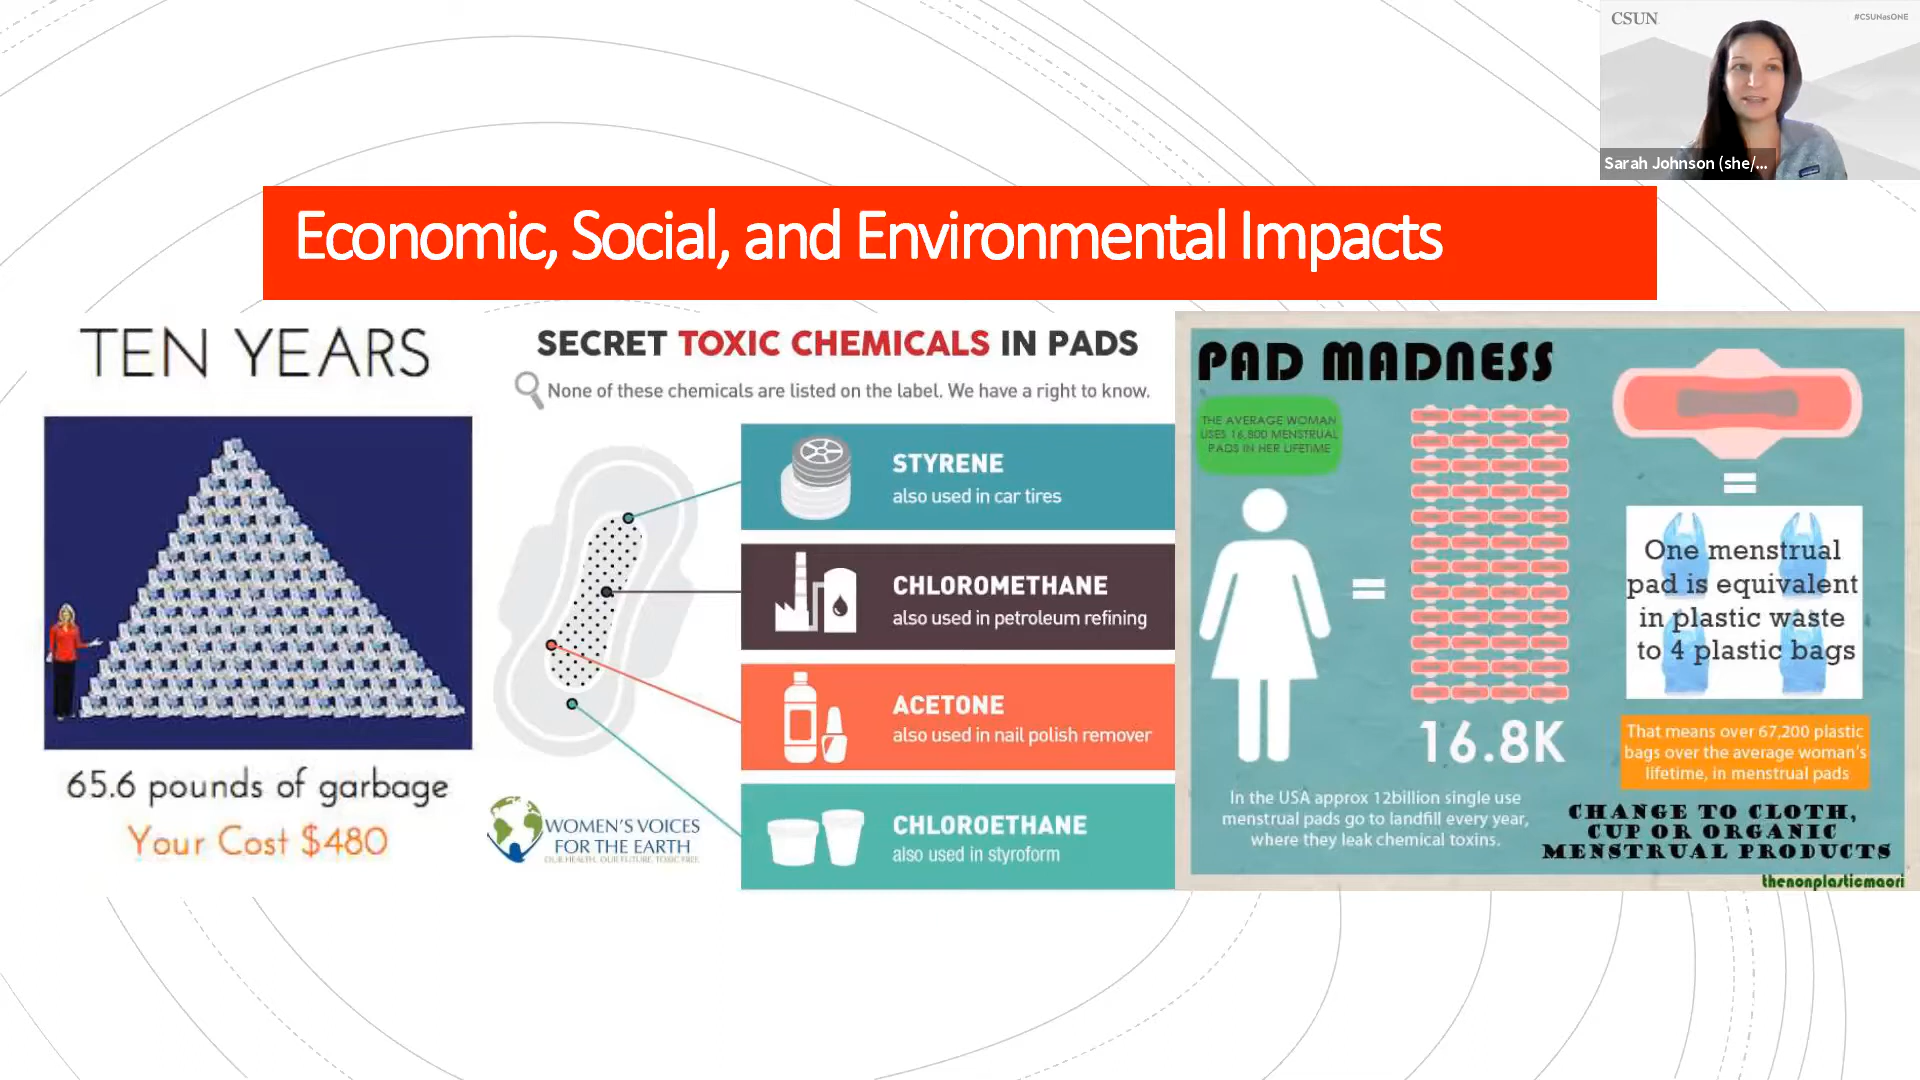 CSUN
#CSUNasONE
Sarah Johnson (she/...
Economic, Social, and Environmental Impacts
TEN YEARS
65.6 pounds of garbage
Your Cost $480
SECRET TOXIC CHEMICALS IN PADS
None of these chemicals are listed on the label. We have a right to know.
STYRENE
also used in car tires
CHLOROMETHANE
also used in petroleum refining
ACETONE
also used in nail polish remover
CHLOROETHANE
also used in styroform
WOMEN'S VOICES
FOR THE EARTH
OUR HEALTH. OUR FUTURE. TOXIC FREE.
PAD MADNESS
THE AVERAGE WOMAN
USES 16,800 MENSTRUAL
PADS IN HER LIFETIME
16.8K
In the USA approx 12billion single use
menstrual pads go to landfill every year,
where they leak chemical toxins.
One menstrual
pad is equivalent
in plastic waste
to 4 plastic bags
That means over 67,200 plastic
bags over the average woman's
lifetime, in menstrual pads
CHANGE TO CLOTH,
CUP OR ORGANIC
MENSTRUAL PRODUCTS
thenonplasticmaori